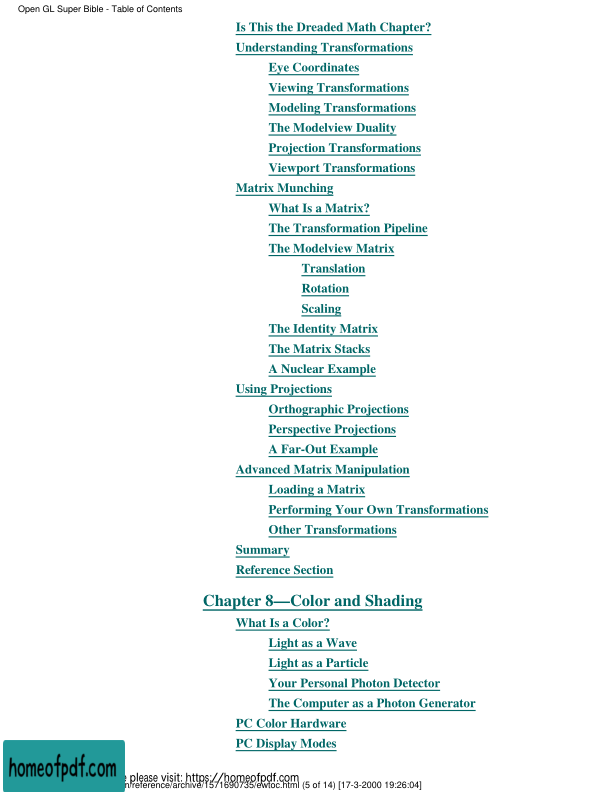 Open GL Super Bible - Table of Contents
Is This the Dreaded Math Chapter?
Understanding Transformations
Eye Coordinates
Viewing Transformations
Modeling Transformations
The Modelview Duality
Projection Transformations
Viewport Transformations
Matrix Munching
What Is a Matrix?
The Transformation Pipeline
The Modelview Matrix
Translation
Rotation
Scaling
The Identity Matrix
The Matrix Stacks
A Nuclear Example
Using Projections
Orthographic Projections
Perspective Projections
A Far-Out Example
Advanced Matrix Manipulation
Loading a Matrix
Performing Your Own Transformations
Other Transformations
Summary
Reference Section
Chapter 8—Color and Shading
What Is a Color?
Light as a Wave
Light as a Particle
Your Personal Photon Detector
The Computer as a Photon Generator
PC Color Hardware
PC Display Modes
homeofpdf.com
please visit: https://homeofpdf.com
n/reference/archive/1571690735/ewtoc.html (5 of 14) [17-3-2000 19:26:04]